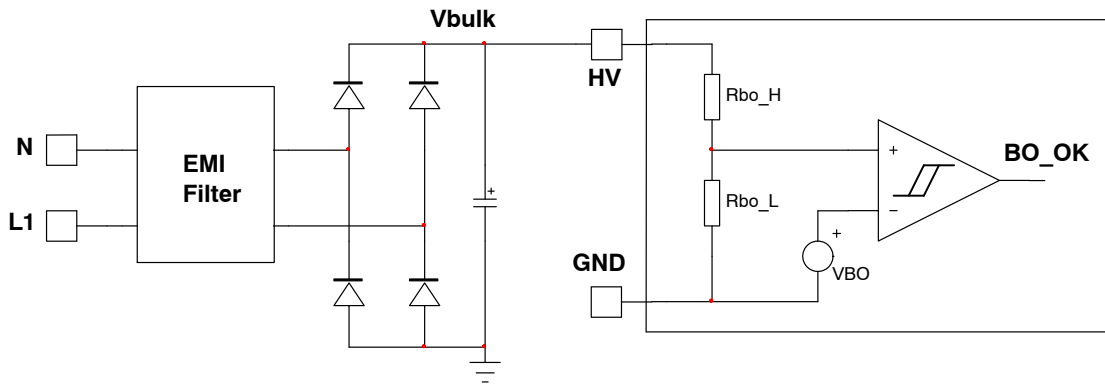 Vbulk
HV
Rbo_H
N
EMI
Filter
+
BO_OK
L1
+
Rbo_L
−
GND
+
VBO